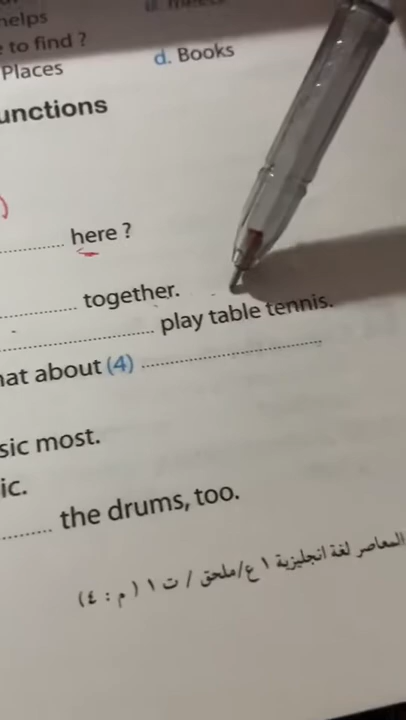 helps
to find ?
Places
d. Books
unctions
)
.................. here ?
.................. together.
.................. play table tennis.
hat about (4) ..................
sic most.
ic.
.................. the drums, too.
المعاصر لغة انجليزية ١ ع/ملحق / ت ١ (م : ٤)